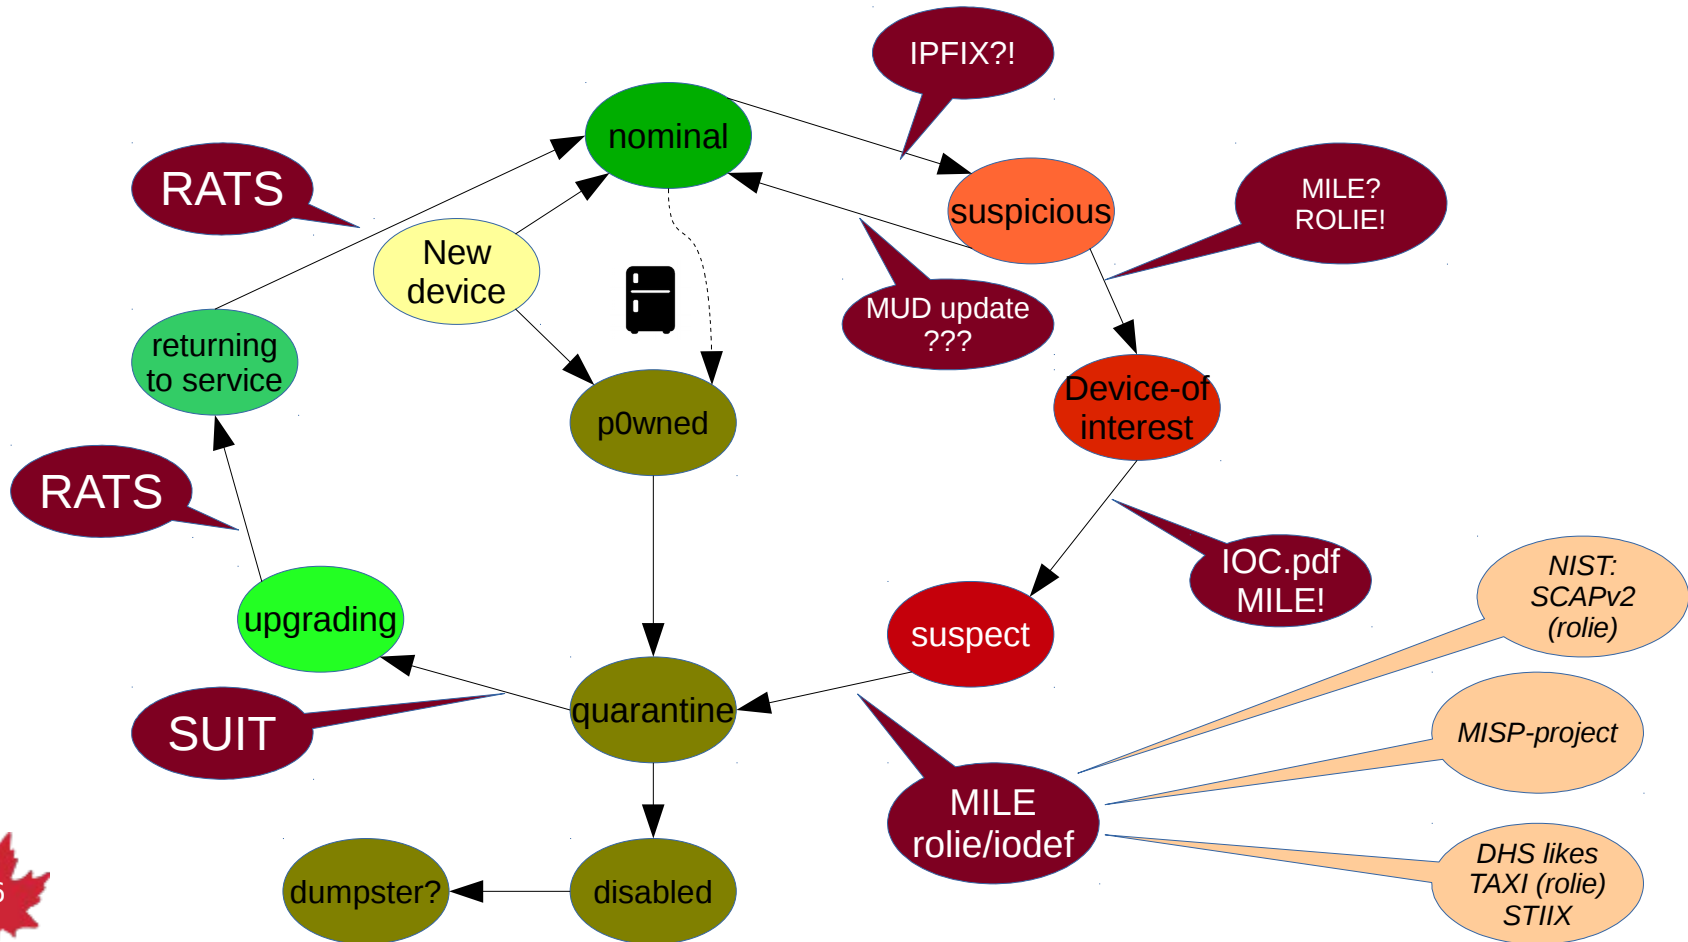 IPFIX?!
nominal
RATS
MILE?
ROLIE!
suspicious
New
device
MUD update
???
returning
to service
p0wned
Device-of
interest
RATS
IOC.pdf
MILE!
NIST:
SCAPv2
(rolie)
upgrading
suspect
quarantine
SUIT
MISP-project
MILE
rolie/iodef
DHS likes
TAXI (rolie)
STIIX
dumpster?
disabled
6